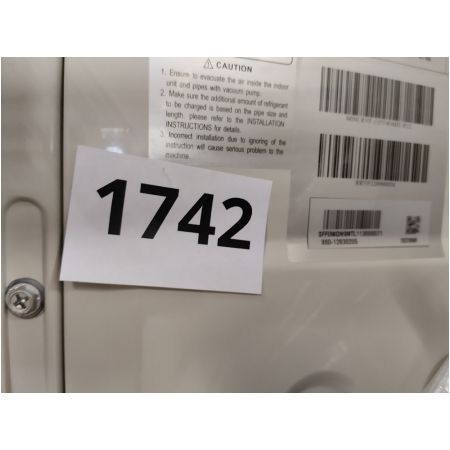 ⚠ CAUTION
1. Ensure to evacuate the air inside the indoor
unit and pipes with vacuum pump.
2. Make sure the additional amount of refrigerant
to be charged is based on the pipe size and
length, please refer to the INSTALLATION
INSTRUCTIONS for details.
3. Incorrect installation due to ignoring of the
instruction will cause serious problem to the
machine.
1742